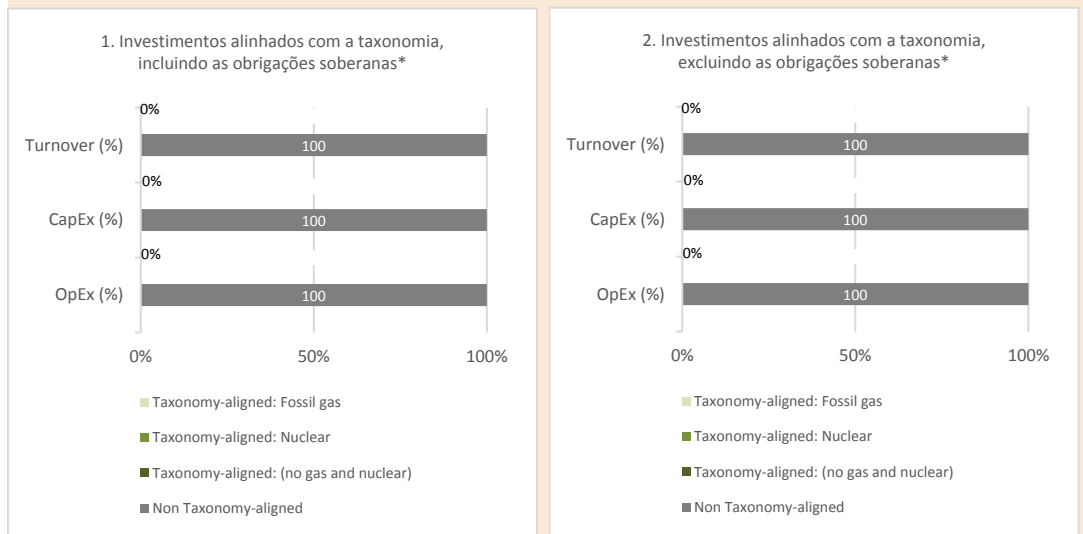 1. Investimentos alinhados com a taxonomia,
incluindo as obrigações soberanas*
0%
Turnover (%)
100
0%
CapEx (%)
100
0%
OpEx (%)
100
0%
50%
100%
Taxonomy-aligned: Fossil gas
Taxonomy-aligned: Nuclear
Taxonomy-aligned: (no gas and nuclear)
Non Taxonomy-aligned
2. Investimentos alinhados com a taxonomia,
excluindo as obrigações soberanas*
0%
Turnover (%)
100
0%
CapEx (%)
100
0%
OpEx (%)
100
0%
50%
100%
Taxonomy-aligned: Fossil gas
Taxonomy-aligned: Nuclear
Taxonomy-aligned: (no gas and nuclear)
Non Taxonomy-aligned